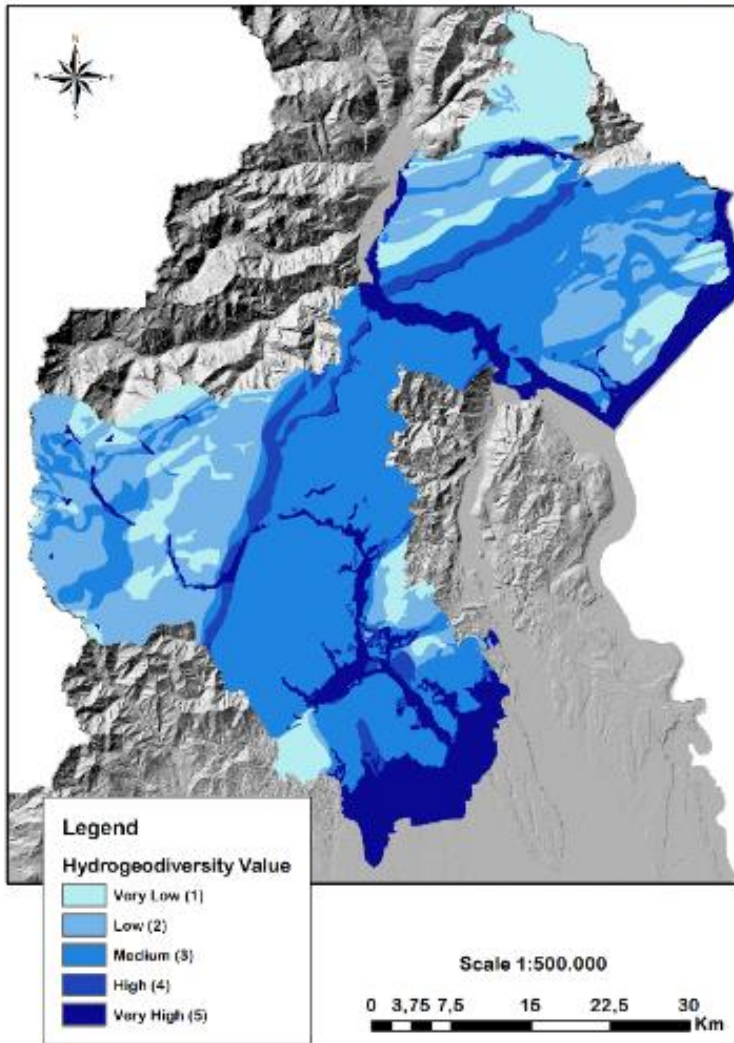 N
S
Legend
Hydrogeodiversity Value
Very Low (1)
Low (2)
Medium (3)
High (4)
Very High (5)
Scale 1:500.000
0 3,75 7,5 15 22,5 30
Km